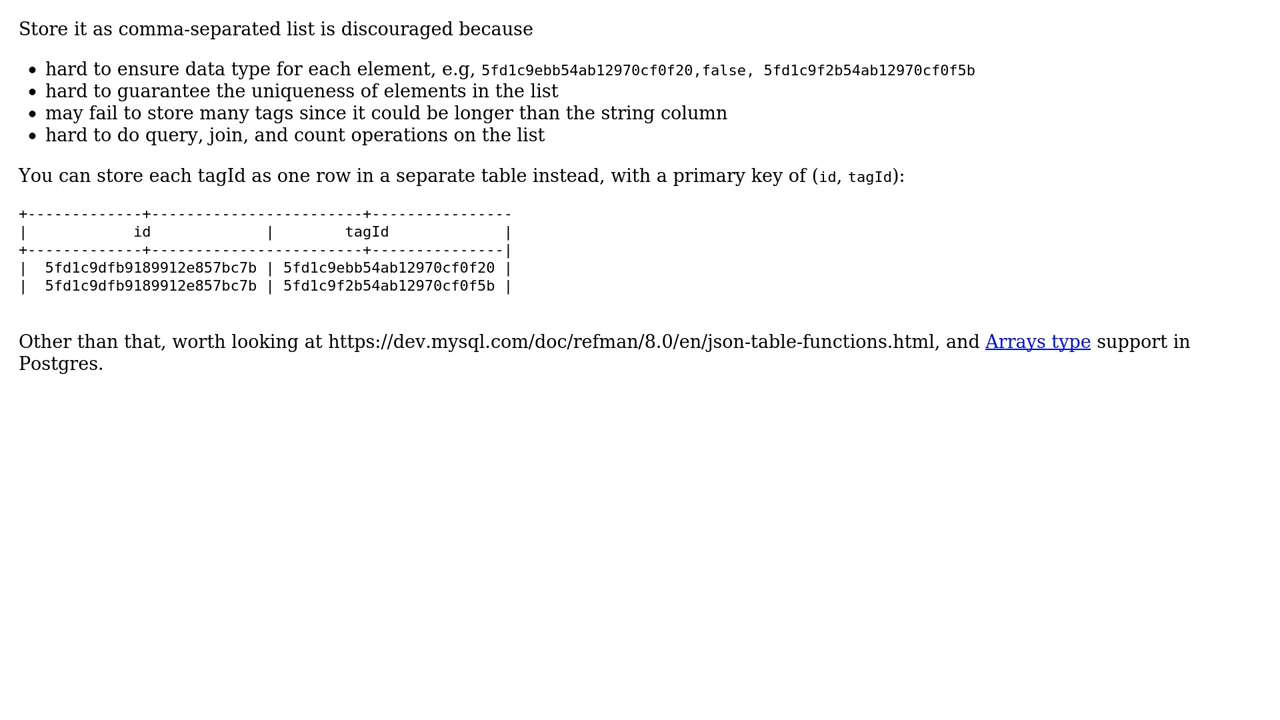 Store it as comma-separated list is discouraged because
• hard to ensure data type for each element, e.g, 5fd1c9ebb54ab12970cf0f20,false, 5fd1c9f2b54ab12970cf0f5b
• hard to guarantee the uniqueness of elements in the list
• may fail to store many tags since it could be longer than the string column
• hard to do query, join, and count operations on the list
You can store each tagId as one row in a separate table instead, with a primary key of (id, tagId):
+-------------+------------------------+---------------
|            id             |        tagId             |
+-------------+------------------------+---------------|
|  5fd1c9dfb9189912e857bc7b | 5fd1c9ebb54ab12970cf0f20 |
|  5fd1c9dfb9189912e857bc7b | 5fd1c9f2b54ab12970cf0f5b |
Other than that, worth looking at https://dev.mysql.com/doc/refman/8.0/en/json-table-functions.html, and Arrays type support in
Postgres.